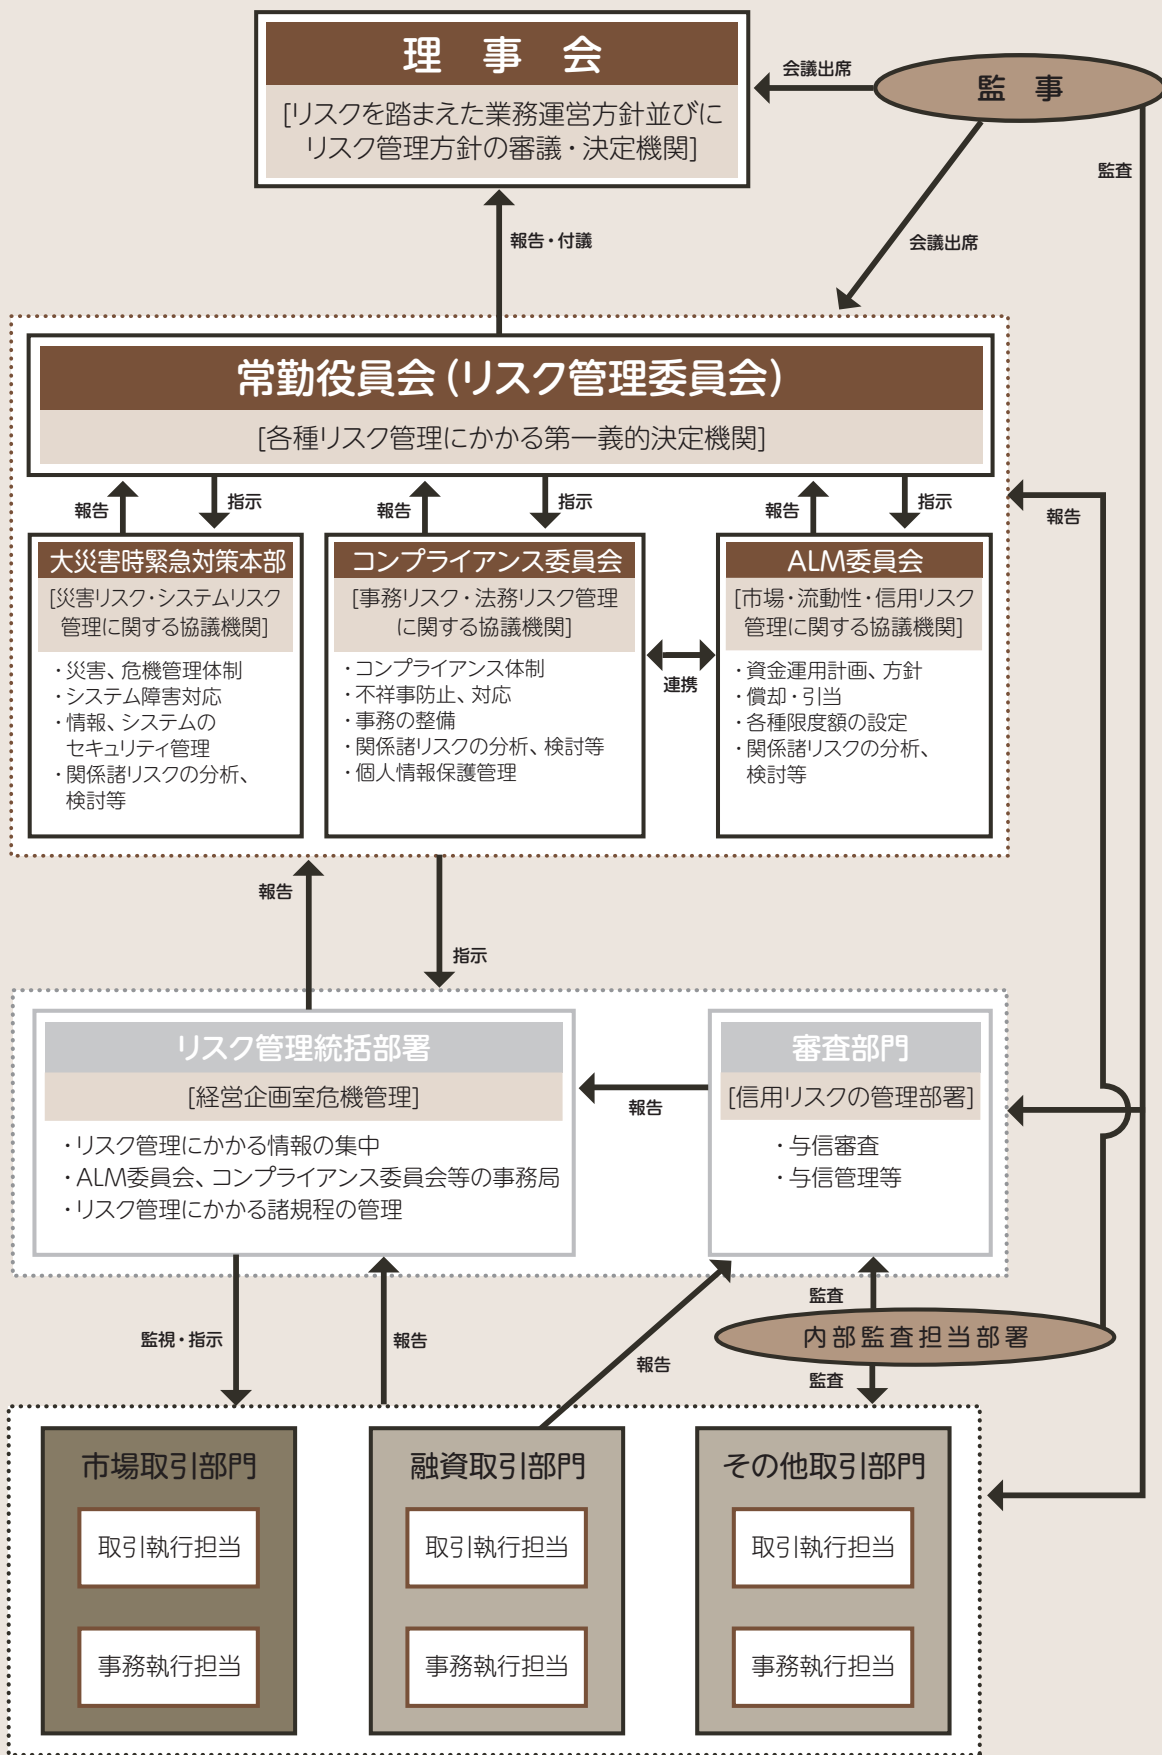 理事会
[リスクを踏まえた業務運営方針並びに
リスク管理方針の審議・決定機関]
会議出席
監事
監査
報告・付議
会議出席
常勤役員会(リスク管理委員会)
[各種リスク管理にかかる第一義的決定機関]
報告
指示
報告
指示
報告
指示
報告
大災害時緊急対策本部
[災害リスク・システムリスク
管理に関する協議機関]
・災害、危機管理体制
・システム障害対応
・情報、システムの
セキュリティ管理
・関係諸リスクの分析、
検討等
コンプライアンス委員会
[事務リスク・法務リスク管理
に関する協議機関]
・コンプライアンス体制
・不祥事防止、対応
・事務の整備
・関係諸リスクの分析、検討等
・個人情報保護管理
連携
ALM委員会
[市場・流動性・信用リスク
管理に関する協議機関]
・資金運用計画、方針
・償却・引当
・各種限度額の設定
・関係諸リスクの分析、
検討等
報告
指示
リスク管理統括部署
[経営企画室危機管理]
・リスク管理にかかる情報の集中
・ALM委員会、コンプライアンス委員会等の事務局
・リスク管理にかかる諸規程の管理
報告
審査部門
[信用リスクの管理部署]
・与信審査
・与信管理等
監視・指示
報告
報告
監査
内部監査担当部署
監査
市場取引部門
取引執行担当
事務執行担当
融資取引部門
取引執行担当
事務執行担当
その他取引部門
取引執行担当
事務執行担当